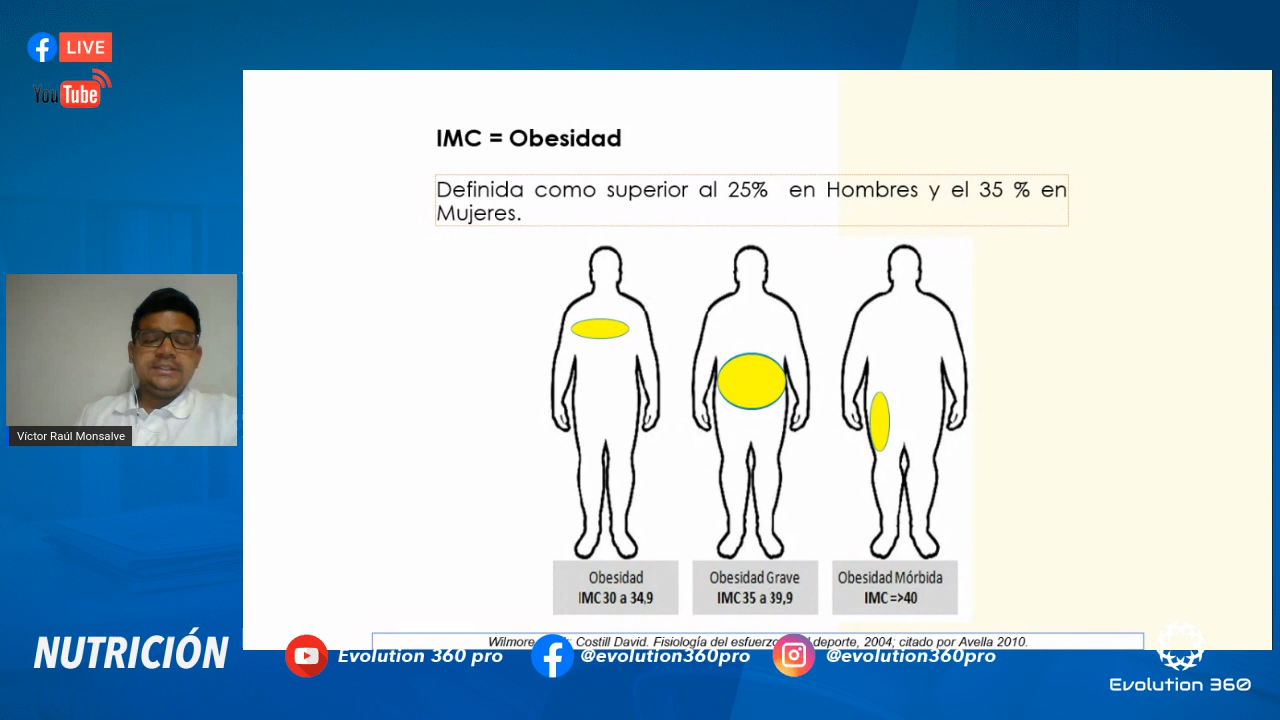 LIVE
YouTube
IMC = Obesidad
Definida como superior al 25% en Hombres y el 35 % en
Mujeres.
Víctor Raúl Monsalve
Obesidad
IMC 30 a 34,9
Obesidad Grave
IMC 35 a 39,9
Obesidad Mórbida
IMC =>40
Wilmore Costill David. Fisiología del deporte, 2004; citado por Avella 2010.
NUTRICIÓN
Evolution 360 pro
@evolution360pro
@evolution360pro
Evolution 360